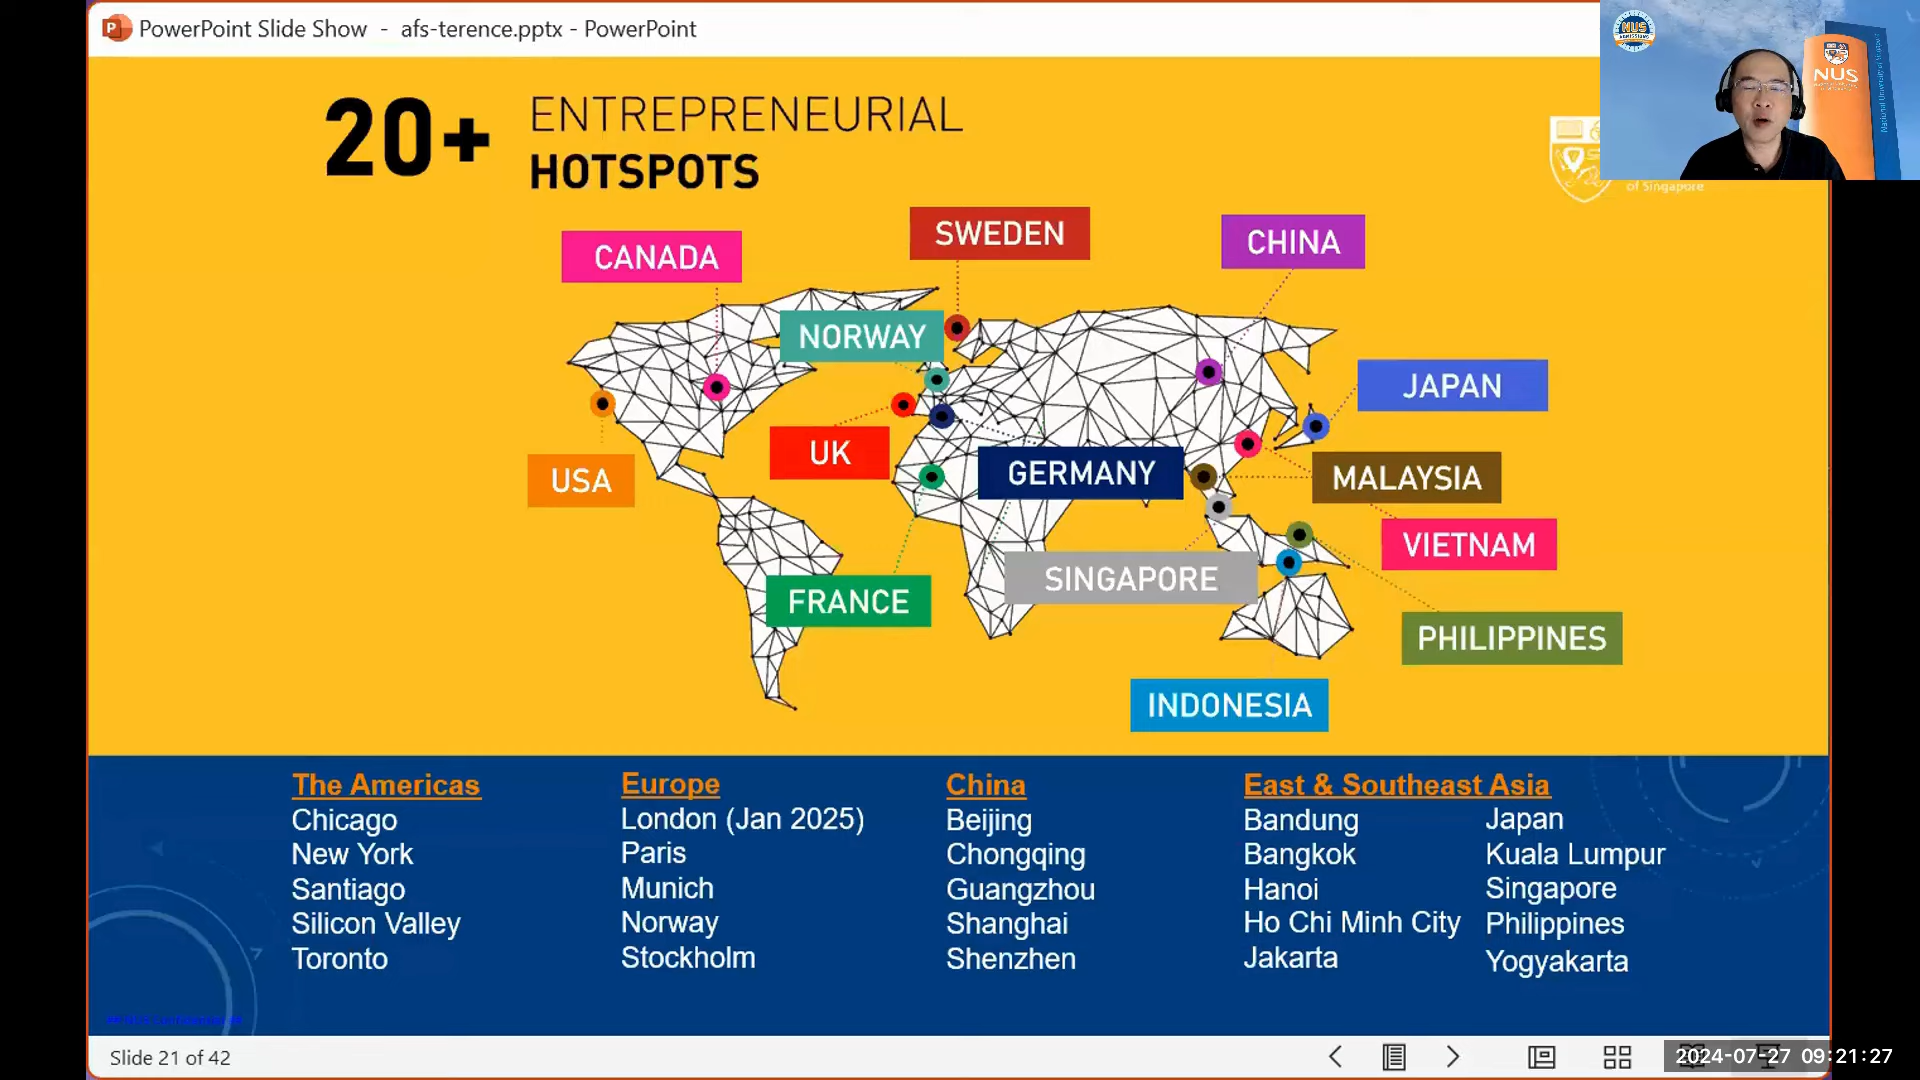 PowerPoint Slide Show - afs-terence.pptx - PowerPoint
NUS
NUS
20+
ENTREPRENEURIAL
HOTSPOTS
of Singapore
SWEDEN
CHINA
CANADA
NORWAY
JAPAN
UK
GERMANY
MALAYSIA
USA
VIETNAM
SINGAPORE
FRANCE
PHILIPPINES
INDONESIA
The Americas
Chicago
New York
Santiago
Silicon Valley
Toronto
Europe
London (Jan 2025)
Paris
Munich
Norway
Stockholm
China
Beijing
Chongqing
Guangzhou
Shanghai
Shenzhen
East & Southeast Asia
Bandung
Bangkok
Hanoi
Ho Chi Minh City
Jakarta
Japan
Kuala Lumpur
Singapore
Philippines
Yogyakarta
Slide 21 of 42
2024-07-27 09:21:27